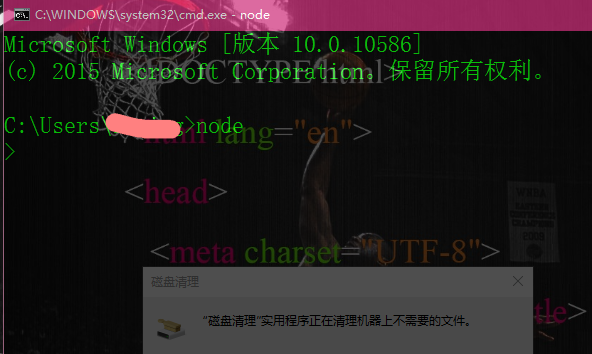 C:\WINDOWS\system32\cmd.exe - node
Microsoft Windows [版本 10.0.10586]
(c) 2015 Microsoft Corporation。保留所有权利。
DOCTYPE html>
C:\Users\>node
html lang="en">
>
<head>
<meta charset="UTF-8">
磁盘清理
tle>
“磁盘清理”实用程序正在清理机器上不需要的文件。